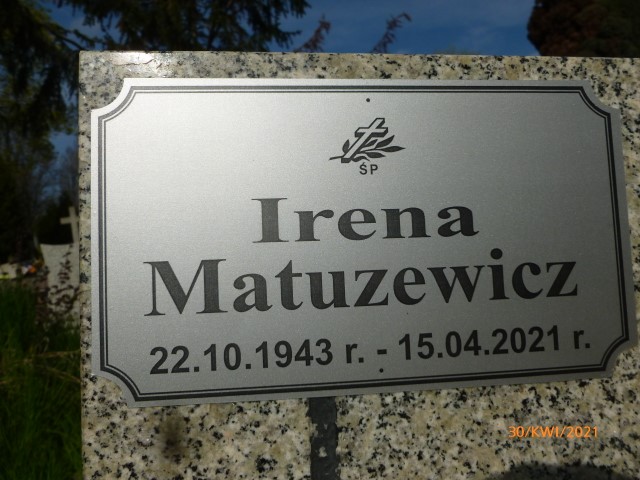 ŚP
Irena
Matuzewicz
22.10.1943 r. - 15.04.2021 r.
30/KWI/2021